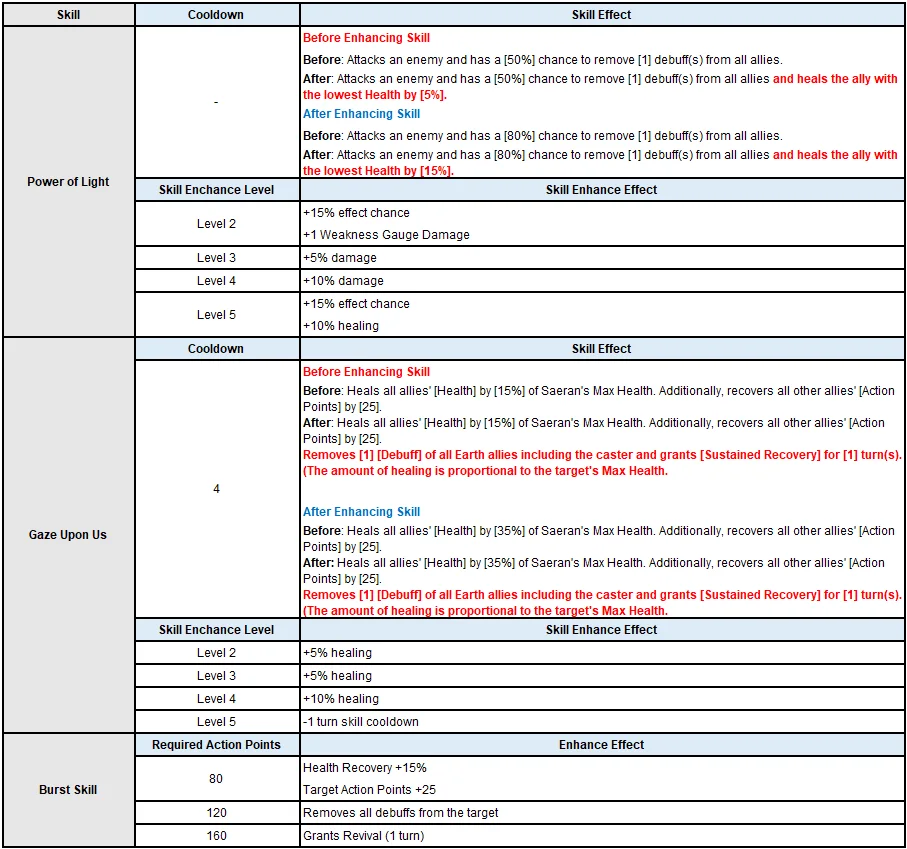 Skill Cooldown Skill Effect
Power of Light
-
Before Enhancing Skill
Before: Attacks an enemy and has a [50%] chance to remove [1] debuff(s) from all allies.
After: Attacks an enemy and has a [50%] chance to remove [1] debuff(s) from all allies and heals the ally with
the lowest Health by [5%].
After Enhancing Skill
Before: Attacks an enemy and has a [80%] chance to remove [1] debuff(s) from all allies.
After: Attacks an enemy and has a [80%] chance to remove [1] debuff(s) from all allies and heals the ally with
the lowest Health by [15%].
Skill Enchance Level Skill Enhance Effect
Level 2
+15% effect chance
+1 Weakness Gauge Damage
Level 3 +5% damage
Level 4 +10% damage
Level 5
+15% effect chance
+10% healing
Gaze Upon Us
Cooldown Skill Effect
4
Before Enhancing Skill
Before: Heals all allies' [Health] by [15%] of Saeran's Max Health. Additionally, recovers all other allies' [Action
Points] by [25].
After: Heals all allies' [Health] by [15%] of Saeran's Max Health. Additionally, recovers all other allies' [Action
Points] by [25].
Removes [1] [Debuff] of all Earth allies including the caster and grants [Sustained Recovery] for [1] turn(s).
(The amount of healing is proportional to the target's Max Health.
After Enhancing Skill
Before: Heals all allies' [Health] by [35%] of Saeran's Max Health. Additionally, recovers all other allies' [Action
Points] by [25].
After: Heals all allies' [Health] by [35%] of Saeran's Max Health. Additionally, recovers all other allies' [Action
Points] by [25].
Removes [1] [Debuff] of all Earth allies including the caster and grants [Sustained Recovery] for [1] turn(s).
(The amount of healing is proportional to the target's Max Health.
Skill Enchance Level Skill Enhance Effect
Level 2 +5% healing
Level 3 +5% healing
Level 4 +10% healing
Level 5 -1 turn skill cooldown
Burst Skill
Required Action Points Enhance Effect
80
Health Recovery +15%
Target Action Points +25
120 Removes all debuffs from the target
160 Grants Revival (1 turn)